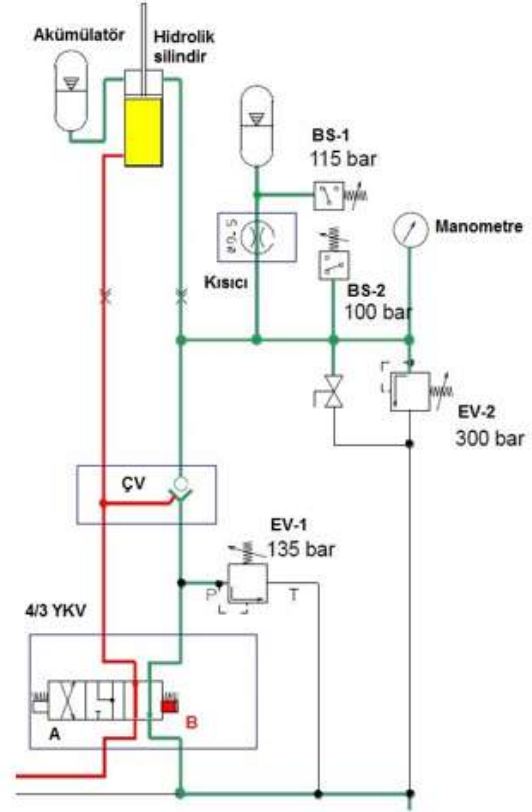 Akümülatör
Hidrolik
silindir
BS-1
115 bar
Manometre
Kısıcı
BS-2
100 bar
EV-2
300 bar
ÇV
EV-1
135 bar
P
T
4/3 YKV
T
A
B